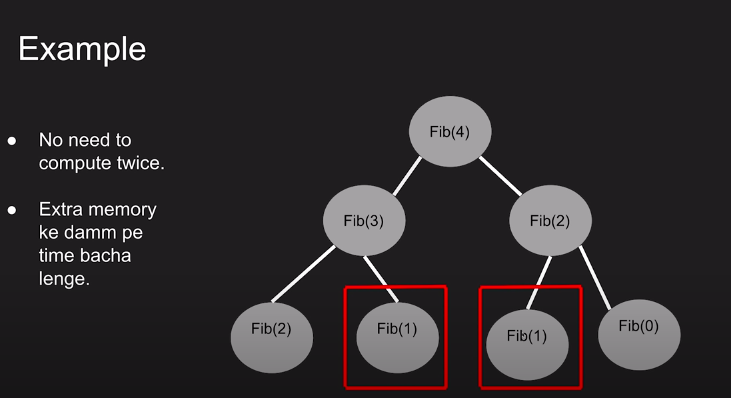 Example
● No need to
compute twice.
● Extra memory
ke damm pe
time bacha
lenge.
Fib(4)
Fib(3)
Fib(2)
Fib(2)
Fib(1)
Fib(1)
Fib(0)